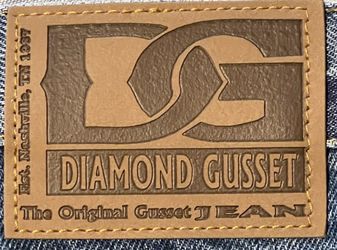 DG
DIAMOND GUSSET
The Original Gusset JEAN
Est. Nashville, TN 1987